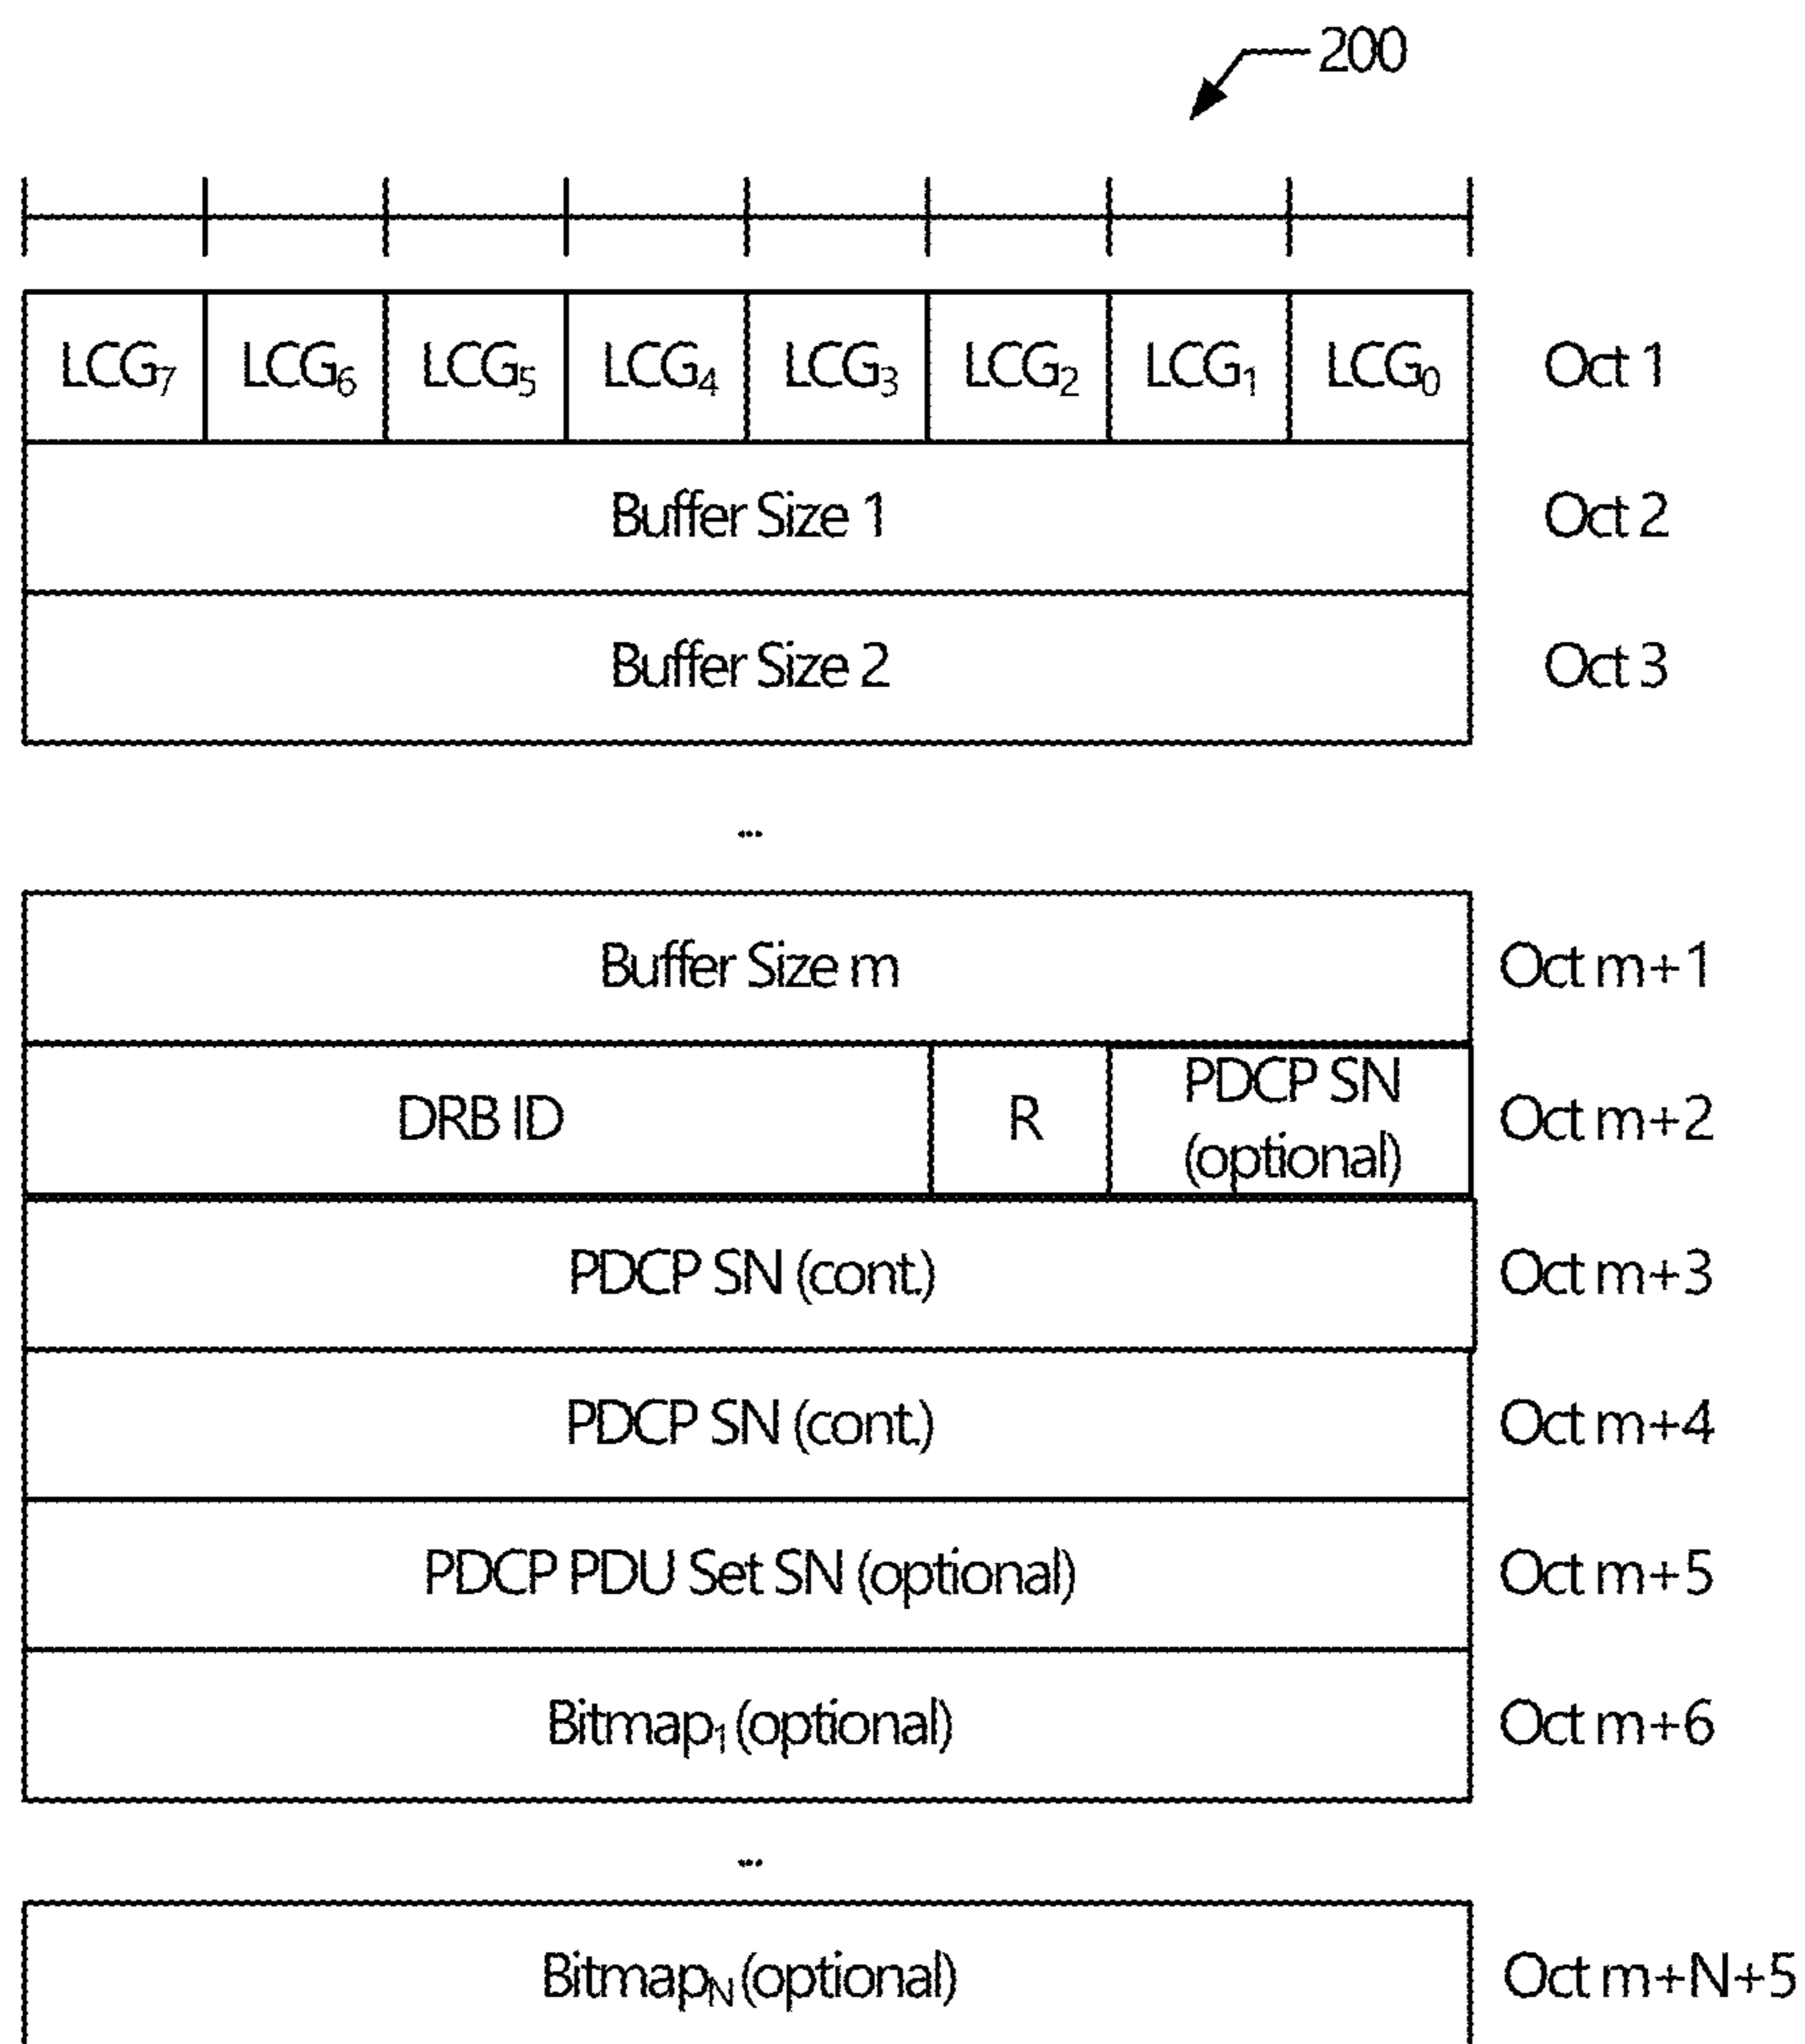 200
LCG₇ LCG₆ LCG₅ LCG₄ LCG₃ LCG₂ LCG₁ LCG₀ Oct 1
Buffer Size 1 Oct 2
Buffer Size 2 Oct 3
...
Buffer Size m Oct m+1
DRB ID R PDCP SN (optional) Oct m+2
PDCP SN (cont.) Oct m+3
PDCP SN (cont.) Oct m+4
PDCP PDU Set SN (optional) Oct m+5
Bitmap₁ (optional) Oct m+6
...
Bitmap_N (optional) Oct m+N+5